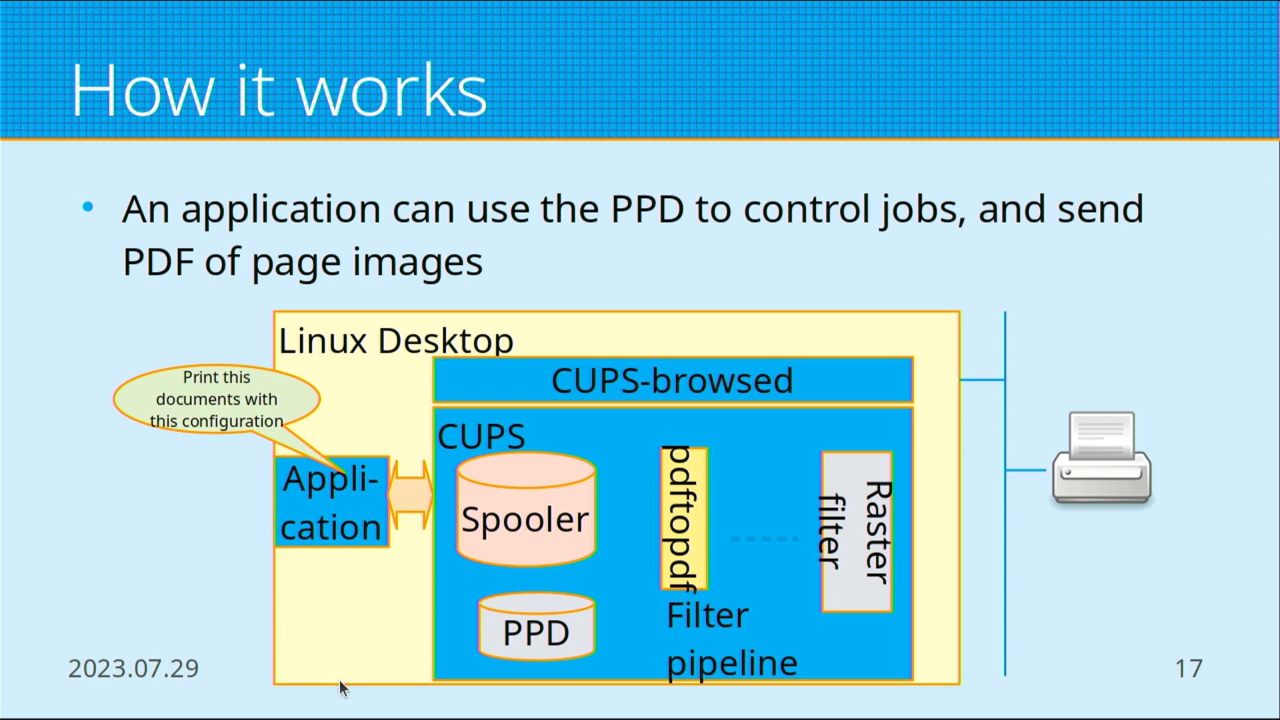 How it works
An application can use the PPD to control jobs, and send
PDF of page images
Linux Desktop
CUPS-browsed
Print this
documents with
this configuration
CUPS
Appli-
cation
Spooler
pdftopdf
Raster
filter
PPD
Filter
pipeline
2023.07.29
17